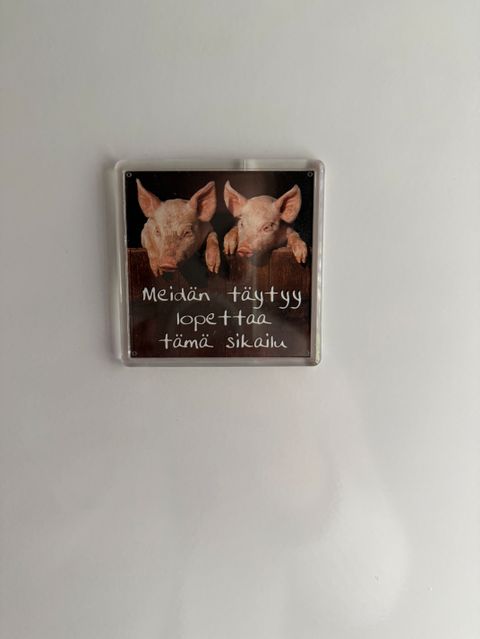 Meidän täytyy
lopettaa
tämä sikailu